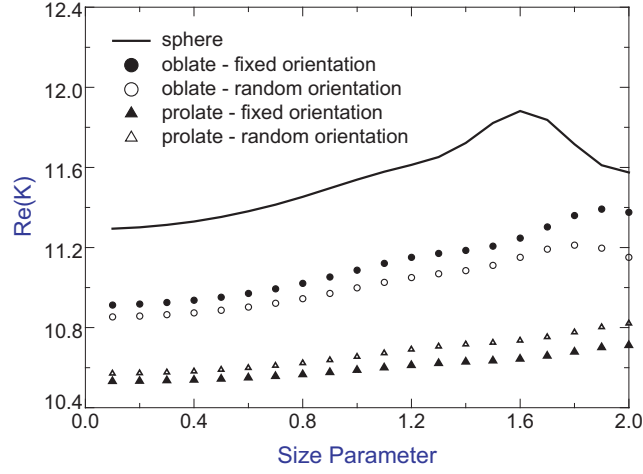 12.4
sphere
oblate - fixed orientation
12.0
oblate - random orientation
prolate - fixed orientation
prolate - random orientation
11.6
Re(K)
11.2
10.8
10.4
0.0 0.4 0.8 1.2 1.6 2.0
Size Parameter